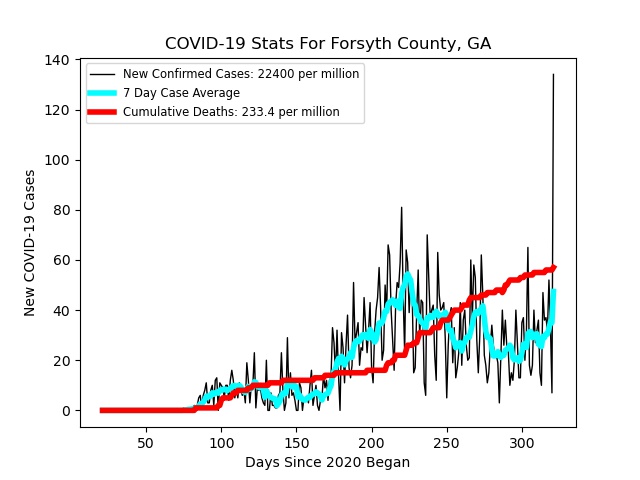 COVID-19 Stats For Forsyth County, GA
New Confirmed Cases: 22400 per million
7 Day Case Average
Cumulative Deaths: 233.4 per million
New COVID-19 Cases
140
120
100
80
60
40
20
0
50 100 150 200 250 300
Days Since 2020 Began